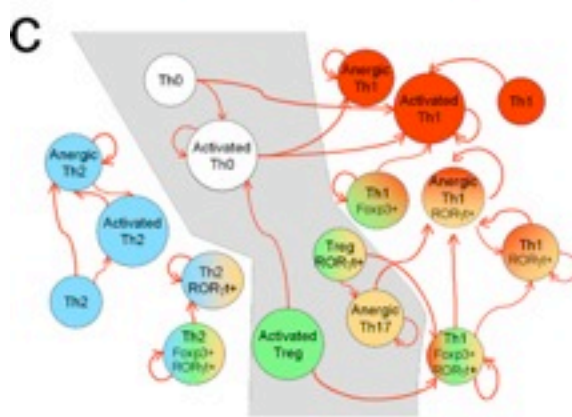 C
Th0
Anergic
Th1
Activated
Th1
Th1
Activated
Th0
Anergic
Th2
Activated
Th2
Th2
Th1
Foxp3+
Anergic
Th1
RORγt+
Th1
RORγt+
Treg
RORγt+
Anergic
Th17
Th2
RORγt+
Th2
Foxp3+
RORγt+
Activated
Treg
Th1
Foxp3+
RORγt+